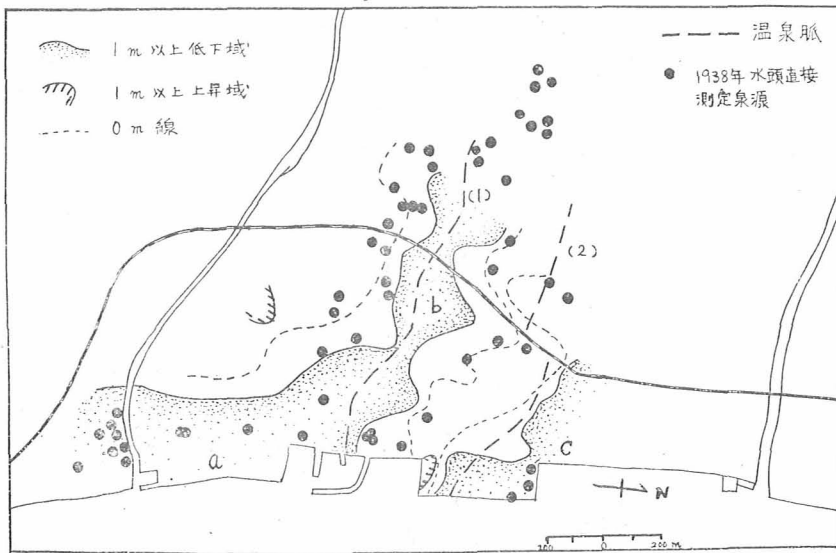 1m以上低下域
1m以上上昇域
0m線
温泉脈
1938年水頭直接
測定泉源
(1)
(2)
b
a
c
N
200 0 200m